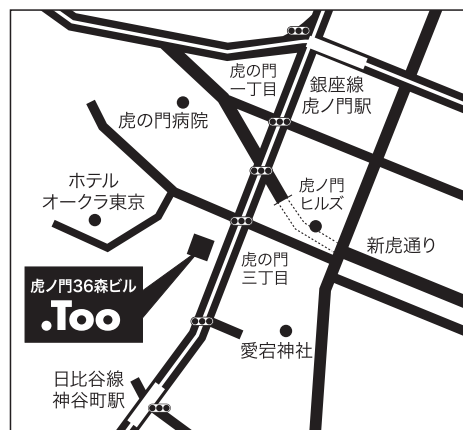 虎の門
一丁目
銀座線
虎ノ門駅
虎の門病院
ホテル
オークラ東京
虎ノ門
ヒルズ
新虎通り
虎の門
三丁目
虎ノ門36森ビル
.Too
愛宕神社
日比谷線
神谷町駅